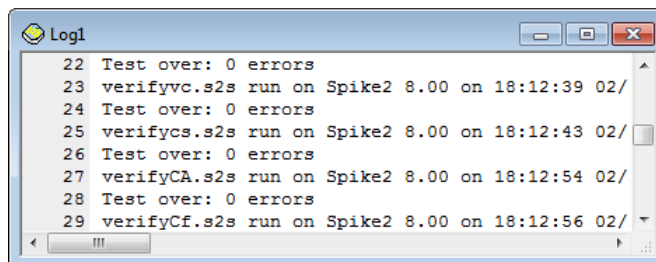 Log1
22 Test over: 0 errors
23 verifyvc.s2s run on Spike2 8.00 on 18:12:39 02/
24 Test over: 0 errors
25 verifycs.s2s run on Spike2 8.00 on 18:12:43 02/
26 Test over: 0 errors
27 verifyCA.s2s run on Spike2 8.00 on 18:12:54 02/
28 Test over: 0 errors
29 verifyCf.s2s run on Spike2 8.00 on 18:12:56 02/